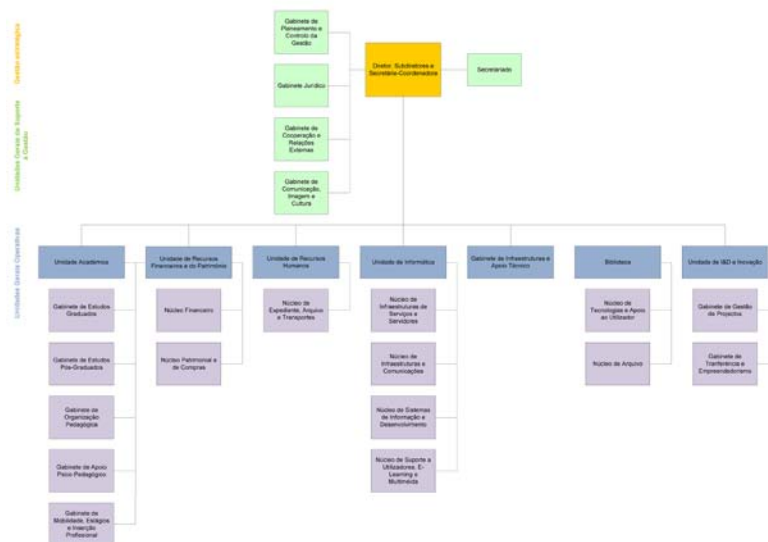 Gestão estratégica
Unidades Gerais de Suporte
à Gestão
Unidades Gerais Operativas
Gabinete de
Planeamento e
Controlo da
Gestão
Gabinete Jurídico
Gabinete de
Cooperação e
Relações
Externas
Gabinete de
Comunicação,
Imagem e
Cultura
Diretor, Subdiretores e
Secretária-Coordenadora
Secretariado
Unidade Académica
Unidade de Recursos
Financeiros e do Património
Unidade de Recursos
Humanos
Unidade de Informática
Gabinete de Infraestruturas e
Apoio Técnico
Biblioteca
Unidade de I&D e Inovação
Gabinete de Estudos
Graduados
Gabinete de Estudos
Pós-Graduados
Gabinete de
Organização
Pedagógica
Gabinete de Apoio
Psico-Pedagógico
Gabinete de
Mobilidade, Estágios
e Inserção
Profissional
Núcleo Financeiro
Núcleo Patrimonial e
de Compras
Núcleo de
Expediente, Arquivo
e Transportes
Núcleo de
Infraestruturas de
Serviços e
Servidores
Núcleo de
Infraestruturas e
Comunicações
Núcleo de Sistemas
de Informação e
Desenvolvimento
Núcleo de Suporte a
Utilizadores, E-
Learning e
Multimédia
Núcleo de
Tecnologias e Apoio
ao Utilizador
Núcleo de Arquivo
Gabinete de Gestão
de Projectos
Gabinete de
Tranferência e
Empreendedorismo